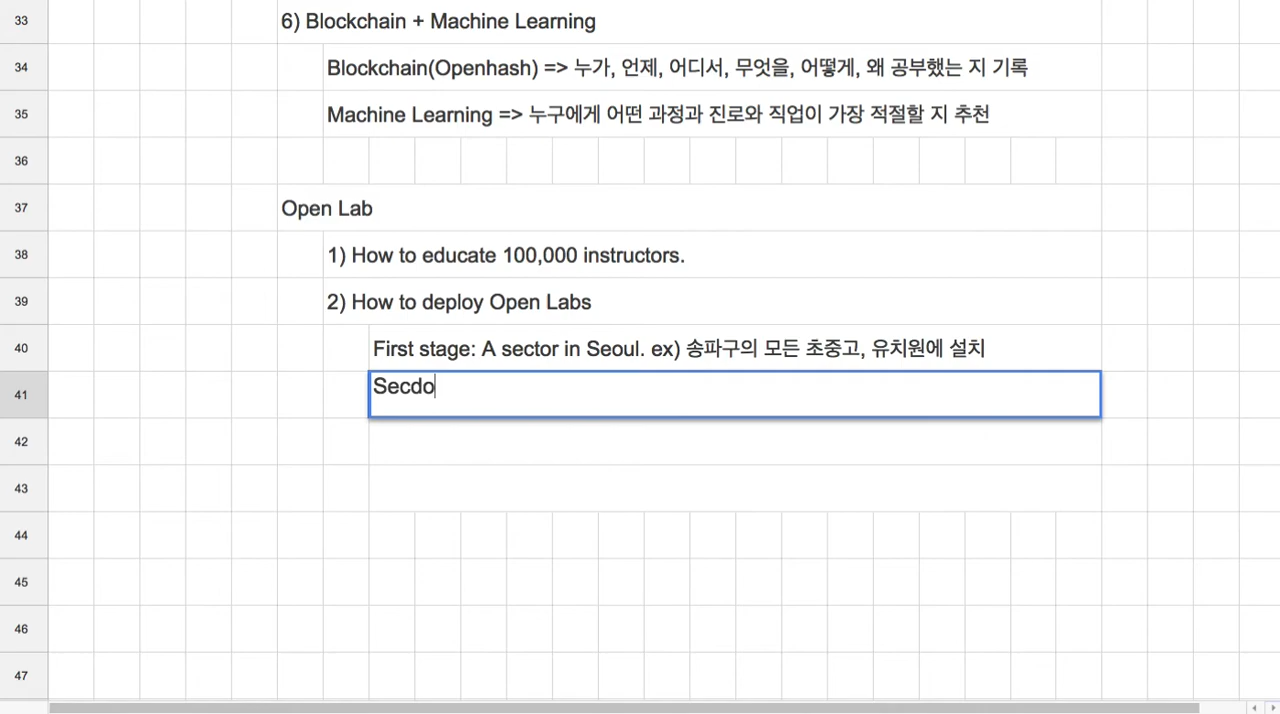 33 6) Blockchain + Machine Learning
34 Blockchain(Openhash) => 누가, 언제, 어디서, 무엇을, 어떻게, 왜 공부했는 지 기록
35 Machine Learning => 누구에게 어떤 과정과 진로와 직업이 가장 적절할 지 추천
36
37 Open Lab
38 1) How to educate 100,000 instructors.
39 2) How to deploy Open Labs
40 First stage: A sector in Seoul. ex) 송파구의 모든 초중고, 유치원에 설치
41 Secdo
42
43
44
45
46
47